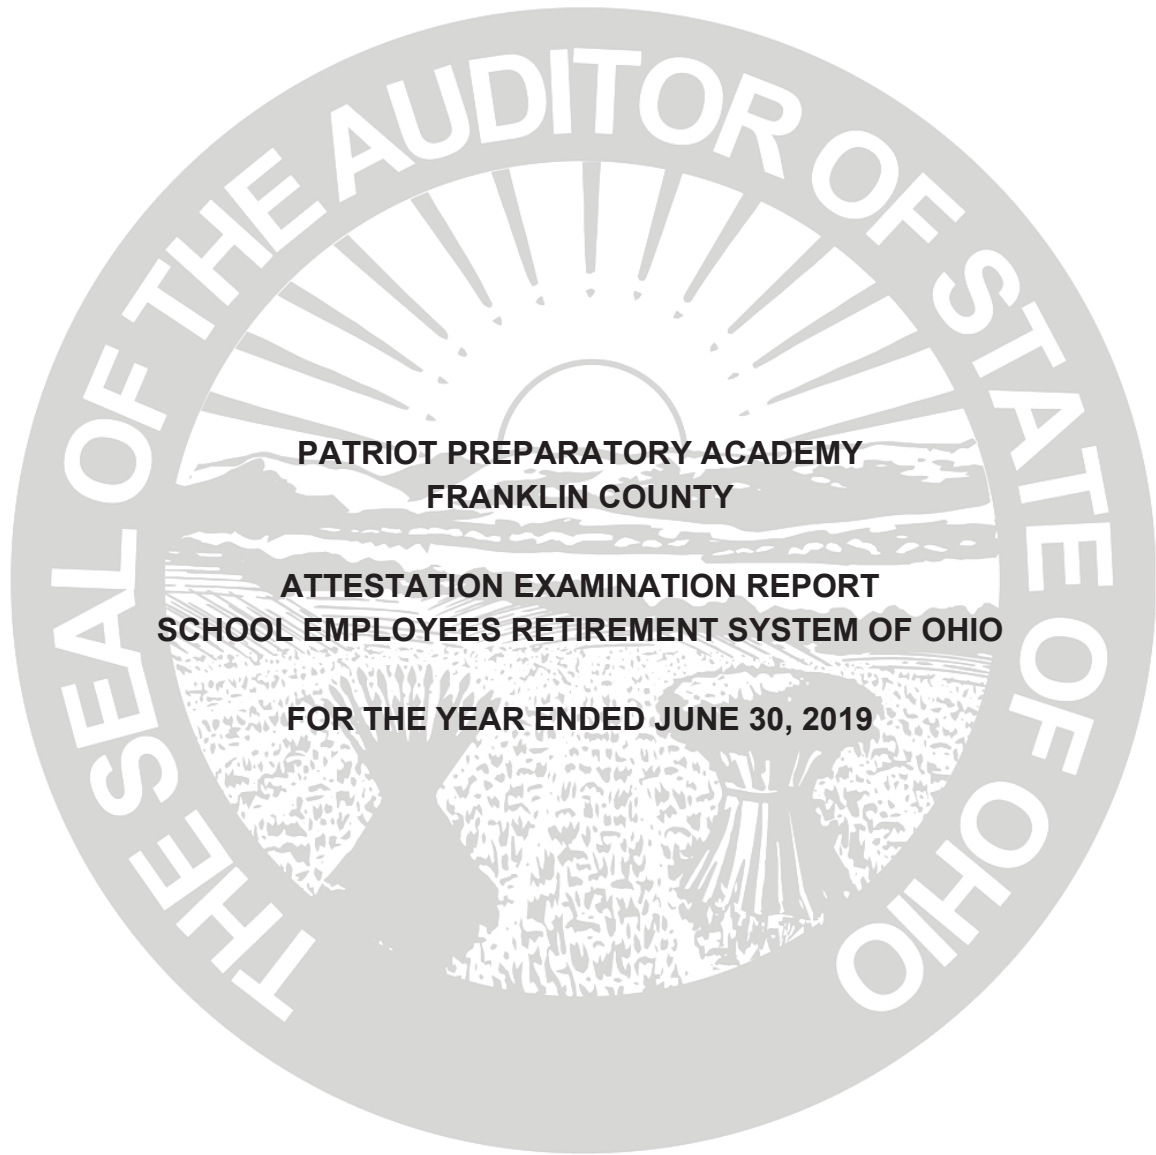 THE SEAL OF THE AUDITOR OF STATE OF OHIO
PATRIOT PREPARATORY ACADEMY
FRANKLIN COUNTY
ATTESTATION EXAMINATION REPORT
SCHOOL EMPLOYEES RETIREMENT SYSTEM OF OHIO
FOR THE YEAR ENDED JUNE 30, 2019